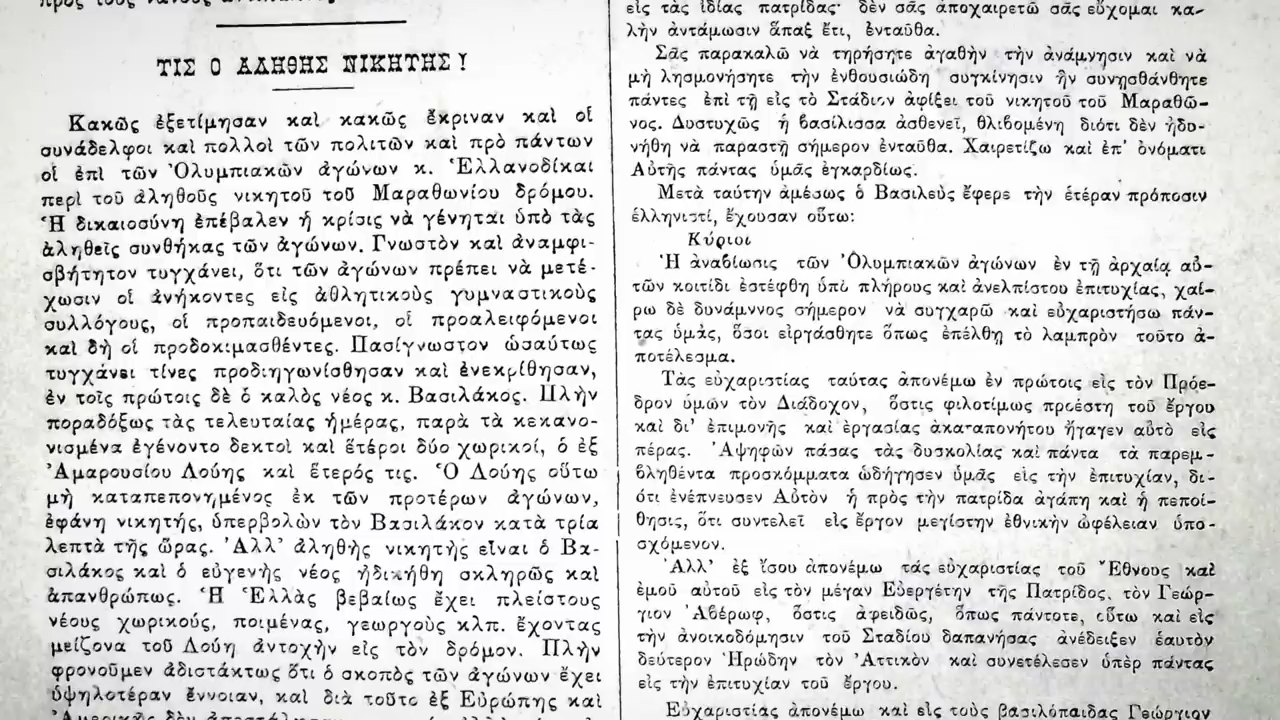 πρὸς τοὺς
ΤΙΣ Ο ΑΛΗΘΗΣ ΝΙΚΗΤΗΣ!
Κακῶς ἐξετίμησαν καὶ κακῶς ἔκριναν καὶ οἱ
συνάδελφοι καὶ πολλοὶ τῶν πολιτῶν καὶ πρὸ πάντων
οἱ ἐπὶ τῶν Ὀλυμπιακῶν ἀγώνων κ. Ἑλλανοδίκαι
περὶ τοῦ ἀληθοῦς νικητοῦ τοῦ Μαραθωνίου δρόμου.
Ἡ δικαιοσύνη ἐπέβαλεν ἡ κρίσις νὰ γένηται ὑπὸ τὰς
ἀληθεῖς συνθήκας τῶν ἀγώνων. Γνωστὸν καὶ ἀναμφι-
σβήτητον τυγχάνει, ὅτι τῶν ἀγώνων πρέπει νὰ μετέ-
χωσιν οἱ ἀνήκοντες εἰς ἀθλητικοὺς γυμναστικοὺς
συλλόγους, οἱ προπαιδευόμενοι, οἱ προαλειφόμενοι
καὶ δὴ οἱ προδοκιμασθέντες. Πασίγνωστον ὡσαύτως
τυγχάνει τίνες προδιηγωνίσθησαν καὶ ἐνεκρίθησαν,
ἐν τοῖς πρώτοις δὲ ὁ καλὸς νέος κ. Βασιλάκος. Πλὴν
ποραδόξως τὰς τελευταίας ἡμέρας, παρὰ τὰ κεκανο-
νισμένα ἐγένοντο δεκτοὶ καὶ ἕτέροι δύο χωρικοί, ὁ ἐξ
Ἀμαρουσίου Λούης καὶ ἕτερός τις. Ὁ Λούης οὕτω
μὴ καταπεπονημένος ἐκ τῶν προτέρων ἀγώνων,
ἐφάνη νικητής, ὑπερβολὼν τὸν Βασιλάκον κατὰ τρία
λεπτὰ τῆς ὥρας. Ἀλλ' ἀληθὴς νικητὴς εἶναι ὁ Βα-
σιλάκος καὶ ὁ εὐγενὴς νέος ἠδικήθη σκληρῶς καὶ
ἀπανθρώπως. Ἡ Ἑλλὰς βεβαίως ἔχει πλείστους
νέους χωρικούς, ποιμένας, γεωργοὺς κλπ. ἔχοντας
μείζονα τοῦ Λούη ἀντοχὴν εἰς τὸν δρόμον. Πλὴν
φρονοῦμεν ἀδιστάκτως ὅτι ὁ σκοπὸς τῶν ἀγώνων ἔχει
ὑψηλοτέραν ἔννοιαν, καὶ διὰ τοῦτο ἐξ Εὐρώπης καὶ
εἰς τὰς ἰδίας πατρίδας· δὲν σᾶς ἀποχαιρετῶ σᾶς εὔχομαι κα-
λὴν ἀντάμωσιν ἅπαξ ἔτι, ἐνταῦθα.
Σᾶς παρακαλῶ νὰ τηρήσητε ἀγαθὴν τὴν ἀνάμνησιν καὶ νὰ
μὴ λησμονήσητε τὴν ἐνθουσιώδη συγκίνησιν ἣν συνῃσθάνθητε
πάντες ἐπὶ τῇ εἰς τὸ Στάδιον ἀφίξει τοῦ νικητοῦ τοῦ Μαραθῶ-
νος. Δυστυχῶς ἡ βασίλισσα ἀσθενεῖ, θλιβομένη διότι δὲν ἠδυ-
νήθη νὰ παραστῇ σήμερον ἐνταῦθα. Χαιρετίζω καὶ ἐπ' ὀνόματι
Αὐτῆς πάντας ὑμᾶς ἐγκαρδίως.
Μετὰ ταύτην ἀμέσως ὁ Βασιλεὺς ἔφερε τὴν ἑτέραν πρόποσιν
ἑλληνιστί, ἔχουσαν οὕτω:
Κύριοι
Ἡ ἀναβίωσις τῶν Ὀλυμπιακῶν ἀγώνων ἐν τῇ ἀρχαίᾳ αὐ-
τῶν κοιτίδι ἐστέφθη ὑπὸ πλήρους καὶ ἀνελπίστου ἐπιτυχίας, χαί-
ρω δὲ δυνάμννος σήμερον νὰ συγχαρῶ καὶ εὐχαριστήσω πάν-
τας ὑμᾶς, ὅσοι εἰργάσθητε ὅπως ἐπέλθῃ τὸ λαμπρὸν τοῦτο ἀ-
ποτέλεσμα.
Τὰς εὐχαριστίας ταύτας ἀπονέμω ἐν πρώτοις εἰς τὸν Πρόε-
δρον ὑμῶν τὸν Διάδοχον, ὅστις φιλοτίμως προέστη τοῦ ἔργου
καὶ δι' ἐπιμονῆς καὶ ἐργασίας ἀκαταπονήτου ἤγαγεν αὐτὸ εἰς
πέρας. Ἀψηφῶν πάσας τὰς δυσκολίας καὶ πάντα τὰ παρεμ-
βληθέντα προσκόμματα ὡδήγησεν ὑμᾶς εἰς τὴν ἐπιτυχίαν, δι-
ότι ἐνέπνευσεν Αὐτὸν ἡ πρὸς τὴν πατρίδα ἀγάπη καὶ ἡ πεποί-
θησις, ὅτι συντελεῖ εἰς ἔργον μεγίστην ἐθνικὴν ὠφέλειαν ὑπο-
σχόμενον.
Ἀλλ' ἐξ ἴσου ἀπονέμω τὰς εὐχαριστίας τοῦ Ἔθνους καὶ
ἐμοῦ αὐτοῦ εἰς τὸν μέγαν Εὐεργέτην τῆς Πατρίδος, τὸν Γεώρ-
γιον Ἀβέρωφ, ὅστις ἀφειδῶς, ὅπως πάντοτε, οὕτω καὶ εἰς
τὴν ἀνοικοδόμησιν τοῦ Σταδίου δαπανήσας ἀνέδειξεν ἑαυτὸν
δεύτερον Ἡρώδην τὸν Ἀττικὸν καὶ συνετέλεσεν ὑπὲρ πάντας
εἰς τὴν ἐπιτυχίαν τοῦ ἔργου.
Εὐχαριστίας ἀπονέμω καὶ εἰς τοὺς βασιλόπαιδας Γεώργιον